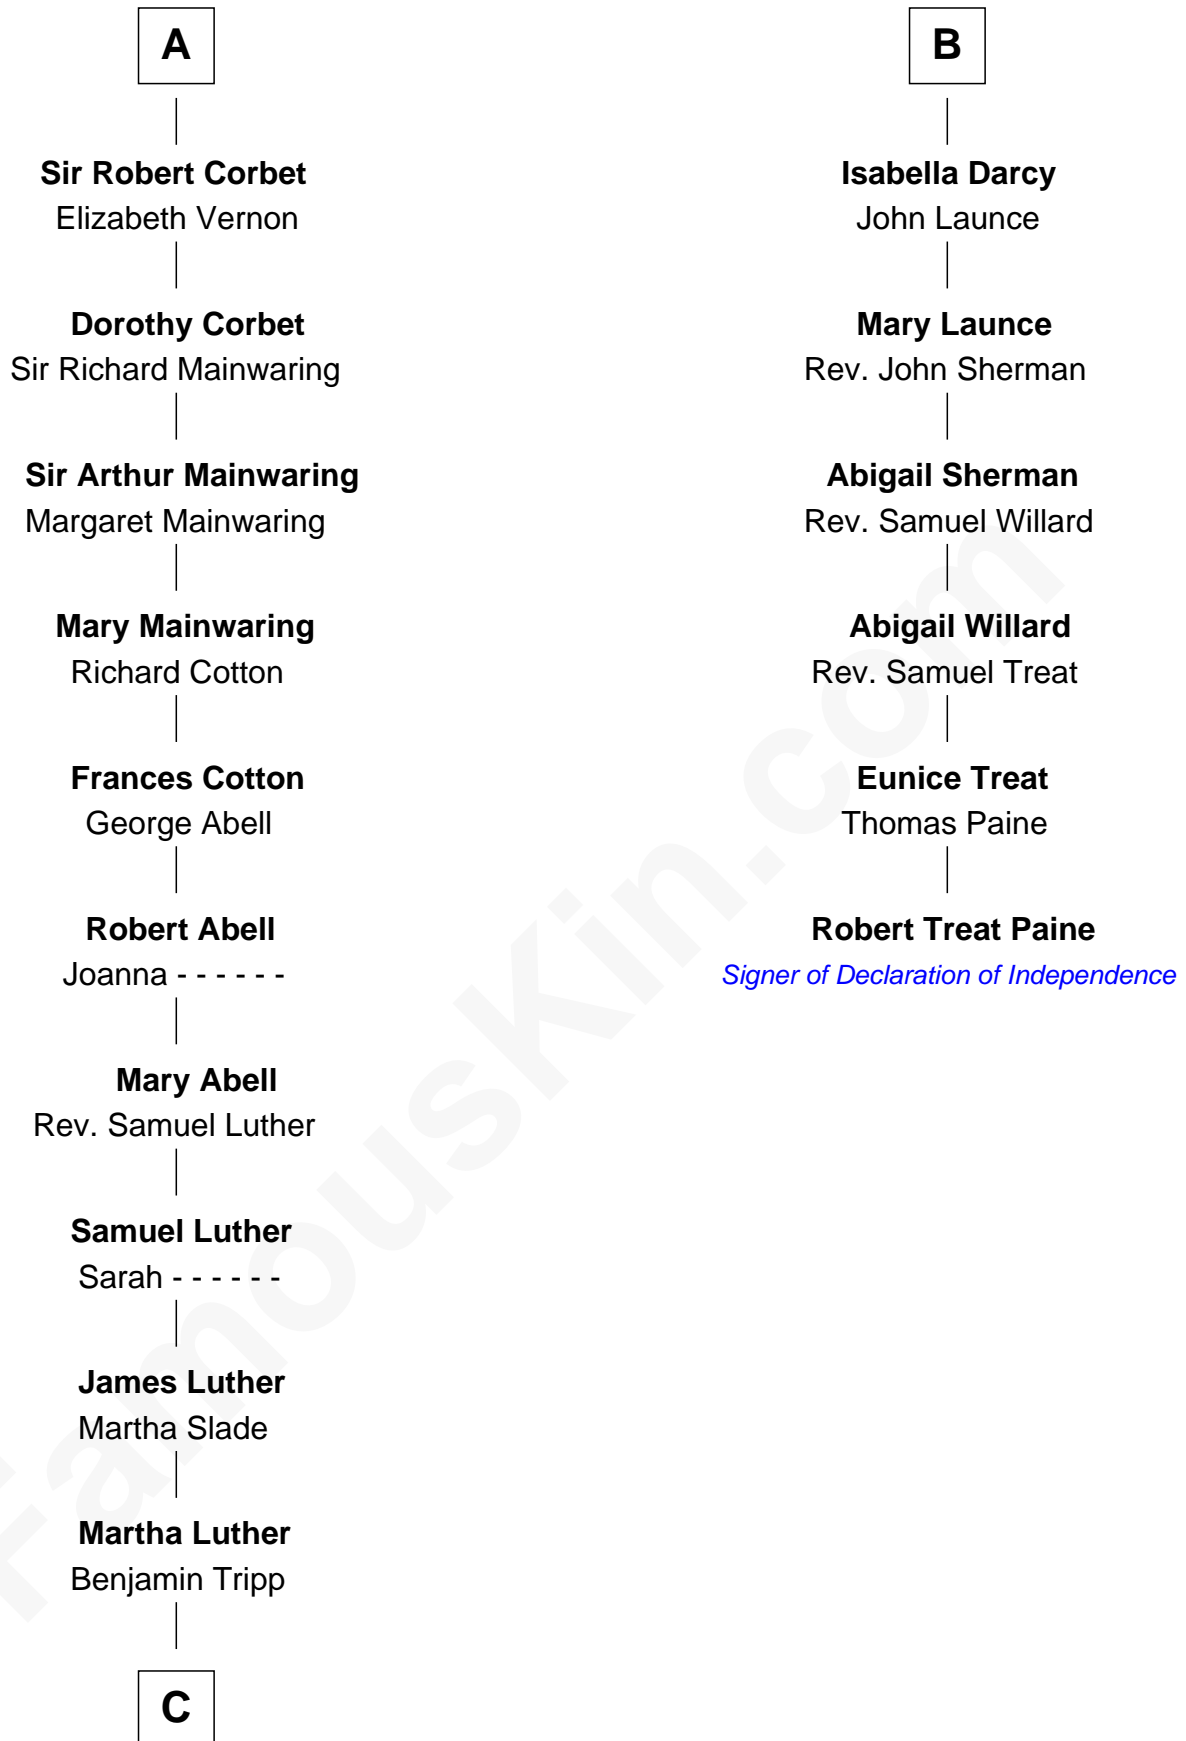 A
Sir Robert Corbet
Elizabeth Vernon
Dorothy Corbet
Sir Richard Mainwaring
Sir Arthur Mainwaring
Margaret Mainwaring
Mary Mainwaring
Richard Cotton
Frances Cotton
George Abell
Robert Abell
Joanna - - - - - -
Mary Abell
Rev. Samuel Luther
Samuel Luther
Sarah - - - - - -
James Luther
Martha Slade
Martha Luther
Benjamin Tripp
C
B
Isabella Darcy
John Launce
Mary Launce
Rev. John Sherman
Abigail Sherman
Rev. Samuel Willard
Abigail Willard
Rev. Samuel Treat
Eunice Treat
Thomas Paine
Robert Treat Paine
Signer of Declaration of Independence
FamousKin.com